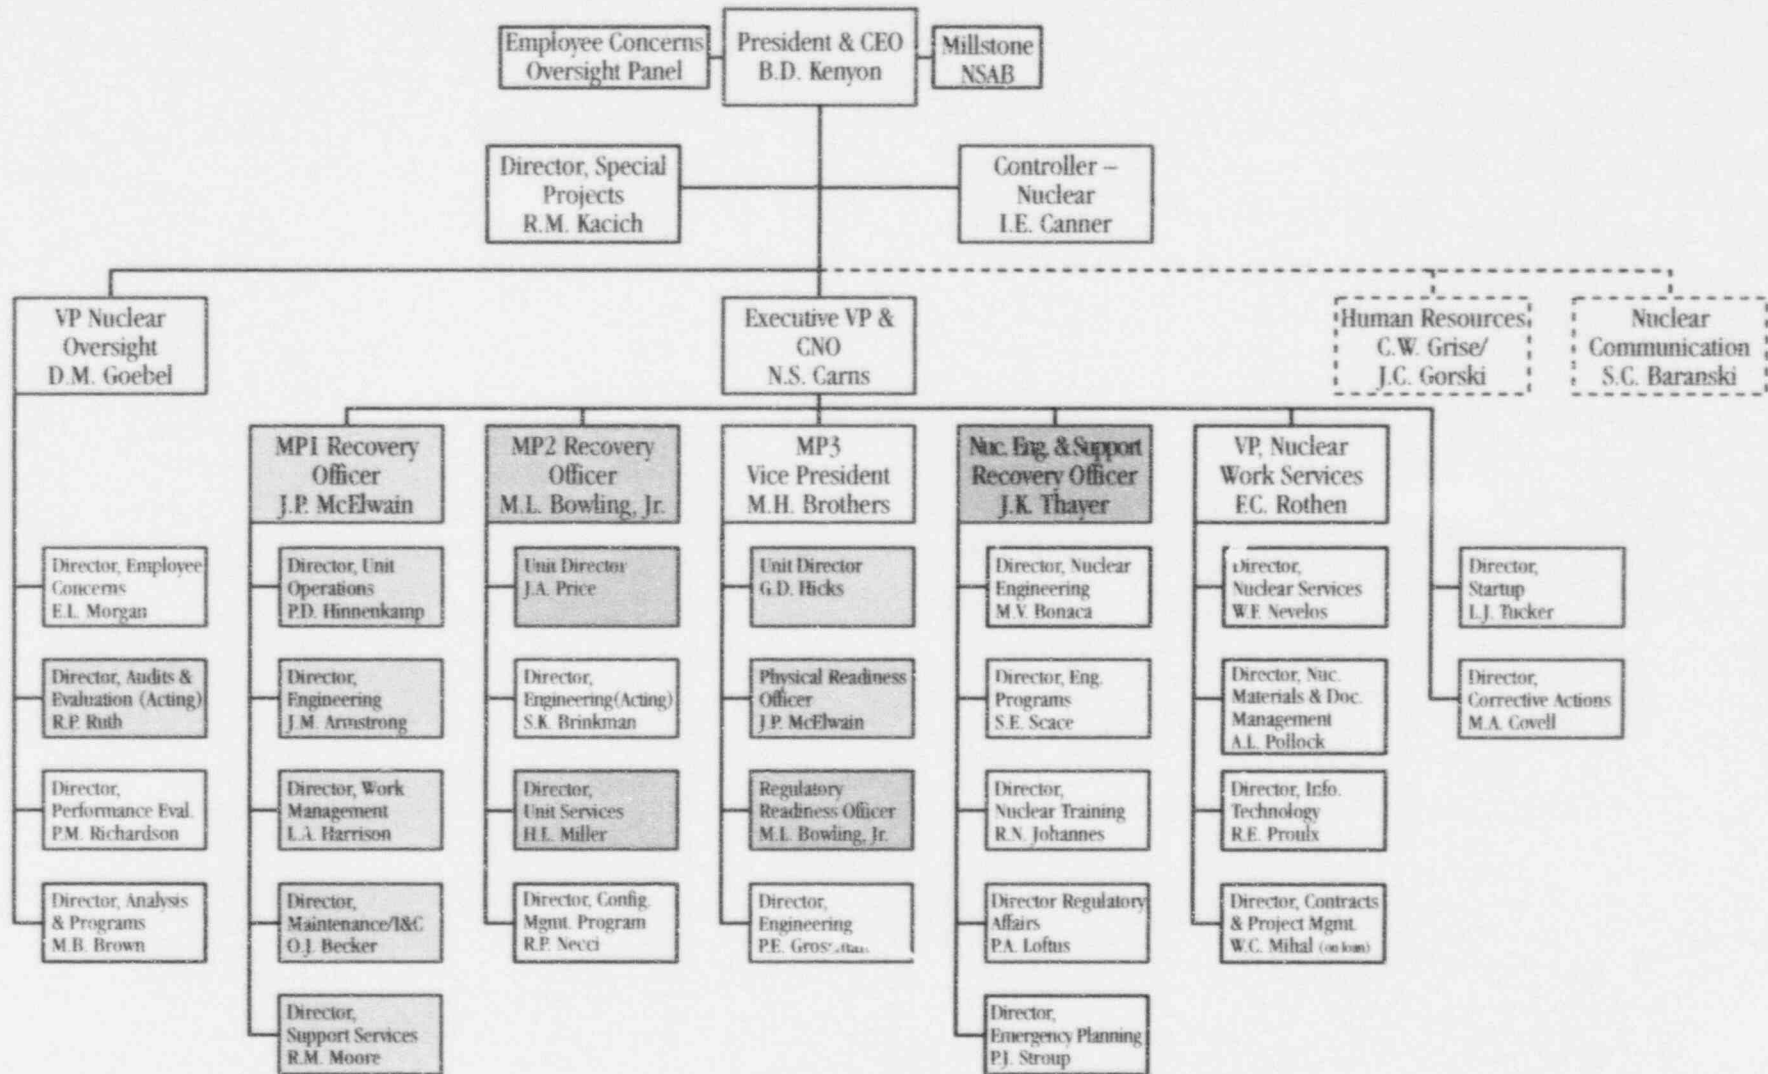 Employee Concerns
Oversight Panel
President & CEO
B.D. Kenyon
Millstone
NSAB
Director, Special
Projects
R.M. Kacich
Controller –
Nuclear
I.E. Canner
VP Nuclear
Oversight
D.M. Goebel
Executive VP &
CNO
N.S. Carns
Human Resources
C.W. Grise/
J.C. Gorski
Nuclear
Communication
S.C. Baranski
MP1 Recovery
Officer
J.P. McElwain
MP2 Recovery
Officer
M.L. Bowling, Jr.
MP3
Vice President
M.H. Brothers
Nuc. Eng. & Support
Recovery Officer
J.K. Thayer
VP, Nuclear
Work Services
F.C. Rothen
Director, Employee
Concerns
E.L. Morgan
Director, Audits &
Evaluation (Acting)
R.P. Ruth
Director,
Performance Eval.
P.M. Richardson
Director, Analysis
& Programs
M.B. Brown
Director, Unit
Operations
P.D. Hinnenkamp
Director,
Engineering
J.M. Armstrong
Director, Work
Management
L.A. Harrison
Director,
Maintenance/I&C
O.J. Becker
Director,
Support Services
R.M. Moore
Unit Director
J.A. Price
Director,
Engineering(Acting)
S.K. Brinkman
Director,
Unit Services
H.L. Miller
Director, Config.
Mgmt. Program
R.P. Necci
Unit Director
G.D. Hicks
Physical Readiness
Officer
J.P. McElwain
Regulatory
Readiness Officer
M.L. Bowling, Jr.
Director,
Engineering
P.E.
Director, Nuclear
Engineering
M.V. Bonaca
Director, Eng.
Programs
S.E. Scace
Director,
Nuclear Training
R.N. Johannes
Director Regulatory
Affairs
P.A. Loftus
Director,
Emergency Planning
P.J. Stroup
Director,
Nuclear Services
W.F. Nevelos
Director, Nuc.
Materials & Doc.
Management
A.L. Pollock
Director, Info.
Technology
R.E. Proulx
Director, Contracts
& Project Mgmt.
W.C. Mihal (on loan)
Director,
Startup
L.J. Tucker
Director,
Corrective Actions
M.A. Covell